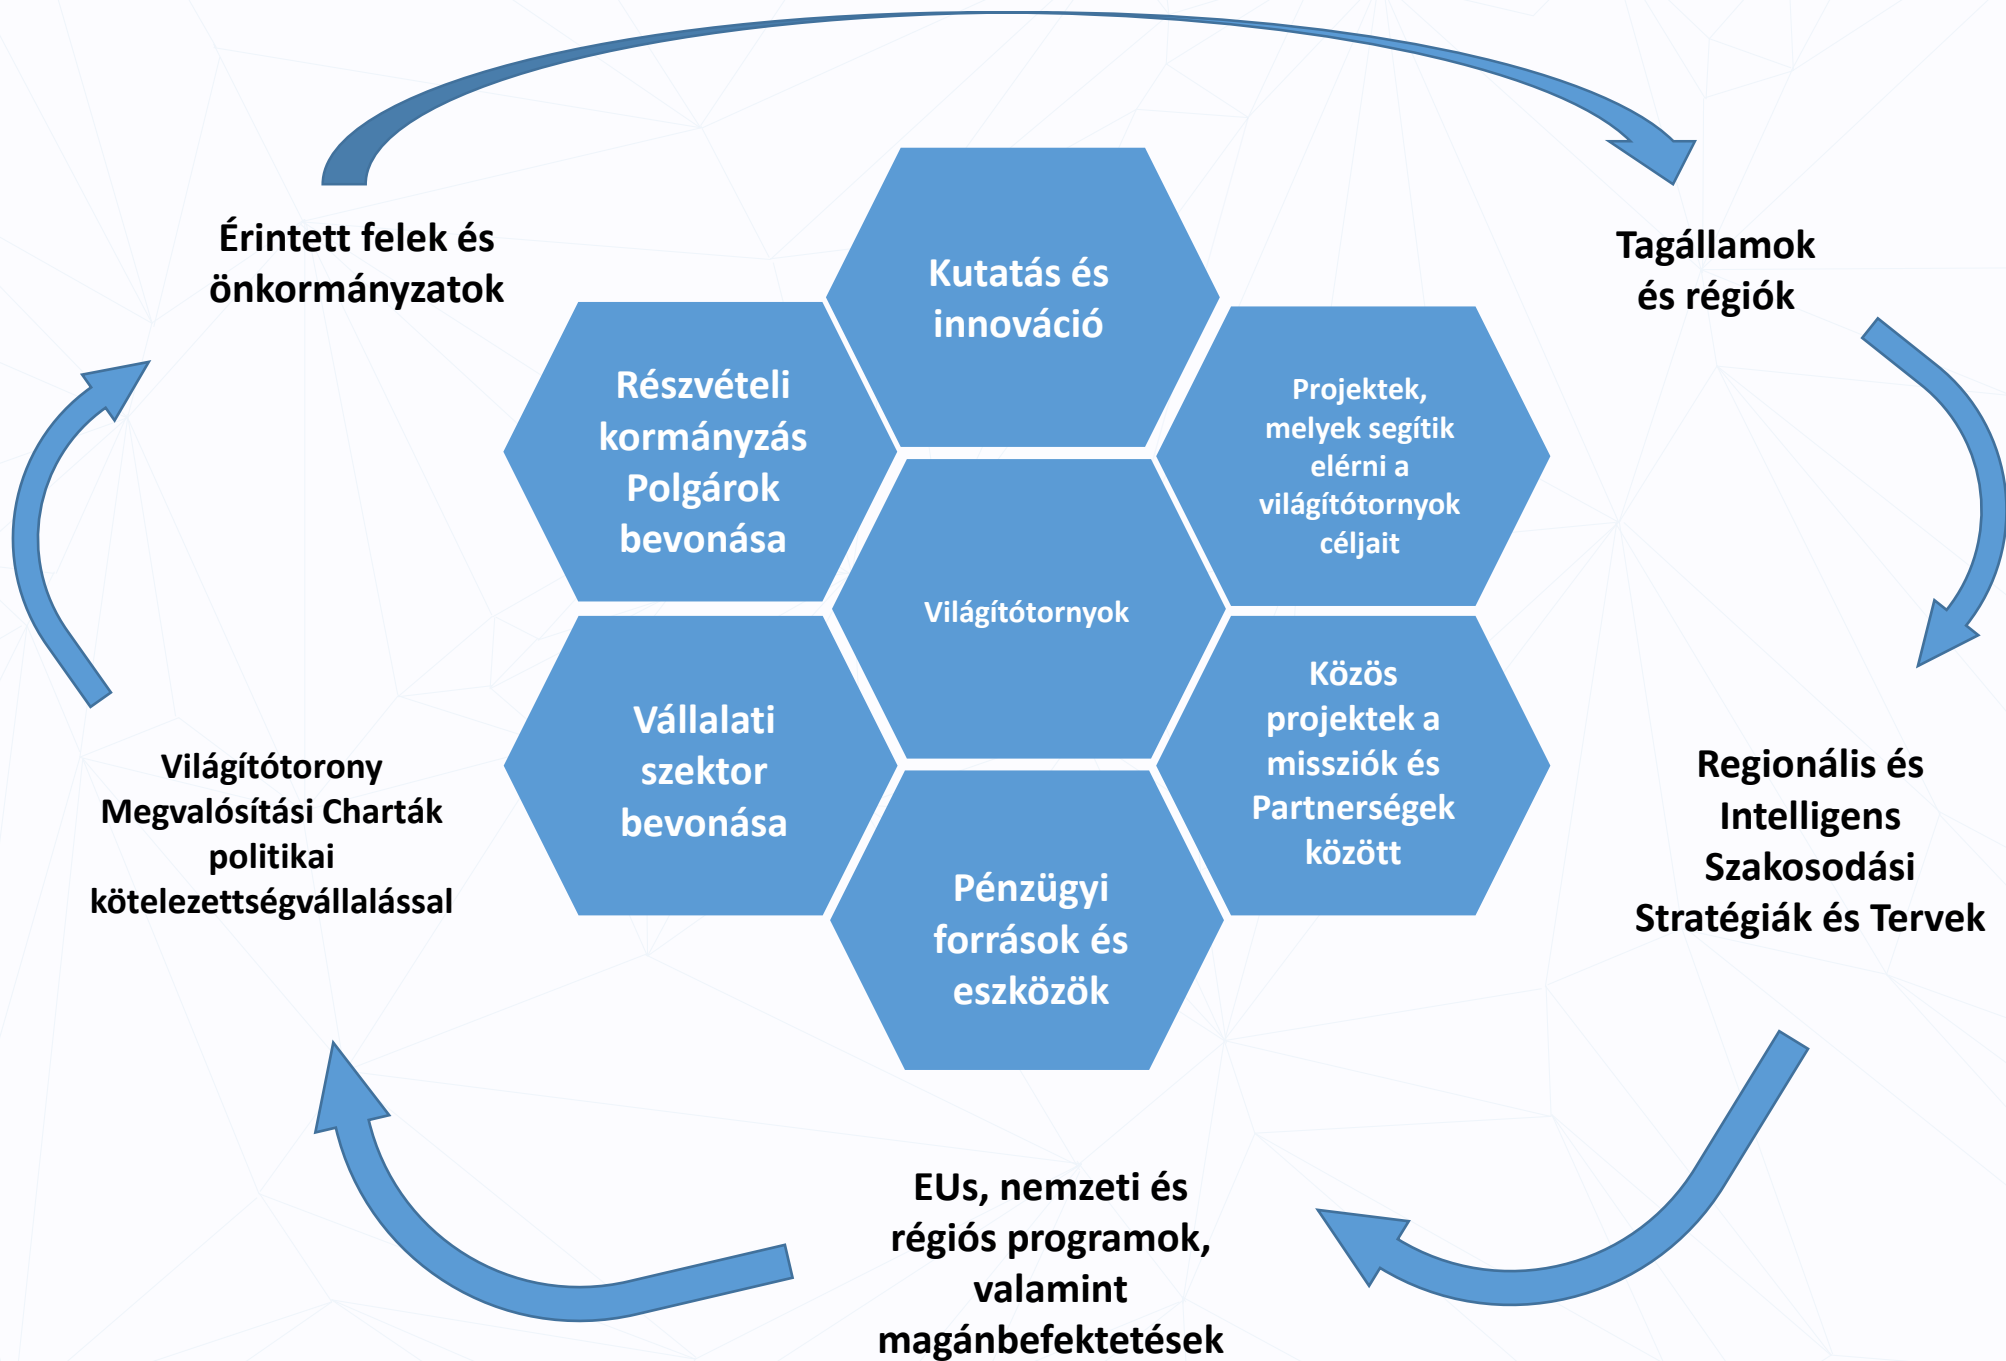 Érintett felek és
önkormányzatok
Tagállamok
és régiók
Kutatás és
innováció
Részvételi
kormányzás
Polgárok
bevonása
Projektek,
melyek segítik
elérni a
világítótornyok
céljait
Világítótornyok
Vállalati
szektor
bevonása
Közös
projektek a
missziók és
Partnerségek
között
Pénzügyi
források és
eszközök
Világítótorony
Megvalósítási Charták
politikai
kötelezettségvállalással
Regionális és
Intelligens
Szakosodási
Stratégiák és Tervek
EUs, nemzeti és
régiós programok,
valamint
magánbefektetések